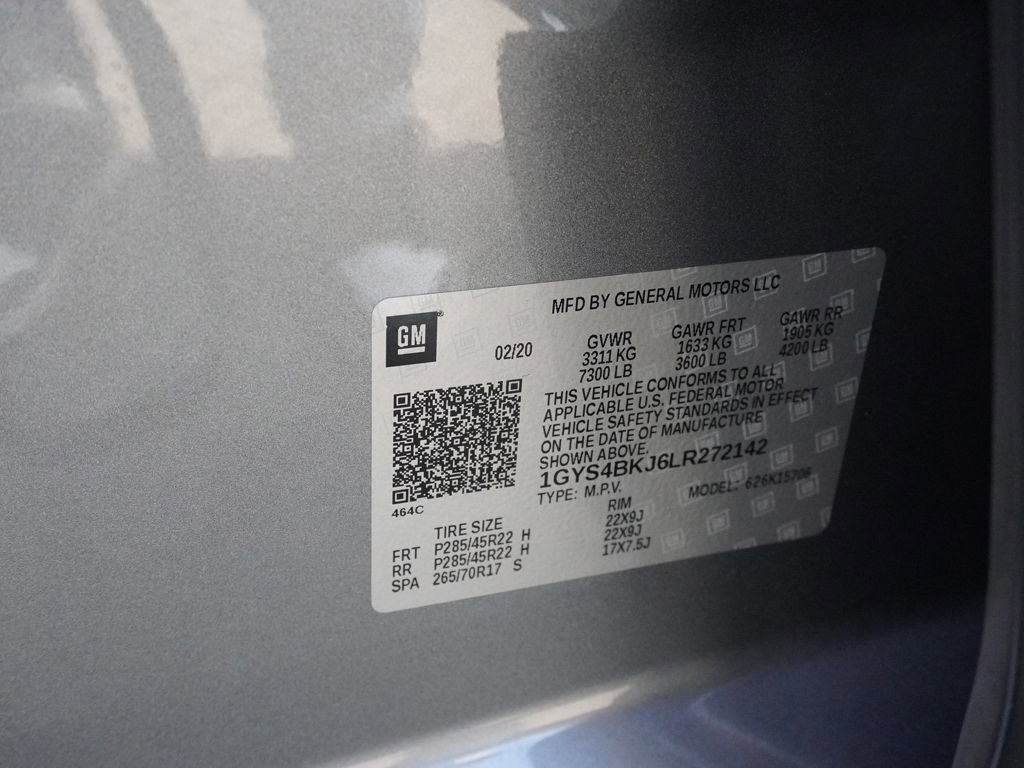 GM
MFD BY GENERAL MOTORS LLC
02/20
GVWR GAWR FRT GAWR RR
3311 KG 1633 KG 1905 KG
7300 LB 3600 LB 4200 LB
THIS VEHICLE CONFORMS TO ALL
APPLICABLE U.S. FEDERAL MOTOR
VEHICLE SAFETY STANDARDS IN EFFECT
ON THE DATE OF MANUFACTURE
SHOWN ABOVE.
1GYS4BKJ6LR272142
TYPE: M.P.V. MODEL: 626K15706
464C
TIRE SIZE RIM
FRT P285/45R22 H 22X9J
RR P285/45R22 H 22X9J
SPA 265/70R17 S 17X7.5J